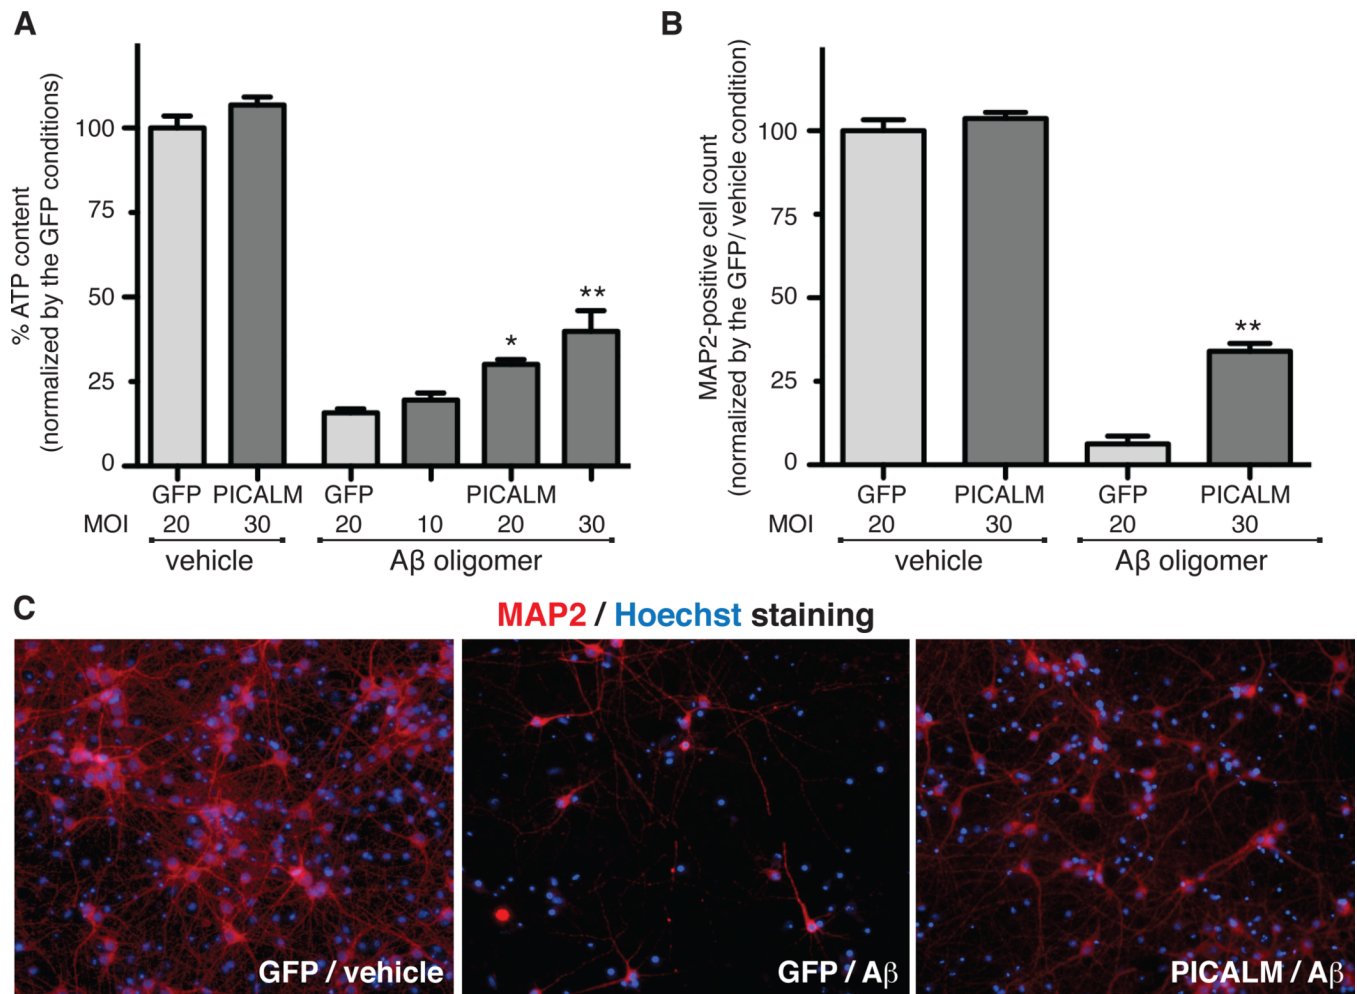 A
% ATP content
(normalized by the GFP conditions)
100
75
50
25
0
*
**
GFP PICALM GFP PICALM
MOI 20 30 20 10 20 30
vehicle Aβ oligomer
B
MAP2-positive cell count
(normalized by the GFP/ vehicle condition)
100
75
50
25
0
**
GFP PICALM GFP PICALM
MOI 20 30 20 30
vehicle Aβ oligomer
C
MAP2 / Hoechst staining
GFP / vehicle
GFP / Aβ
PICALM / Aβ